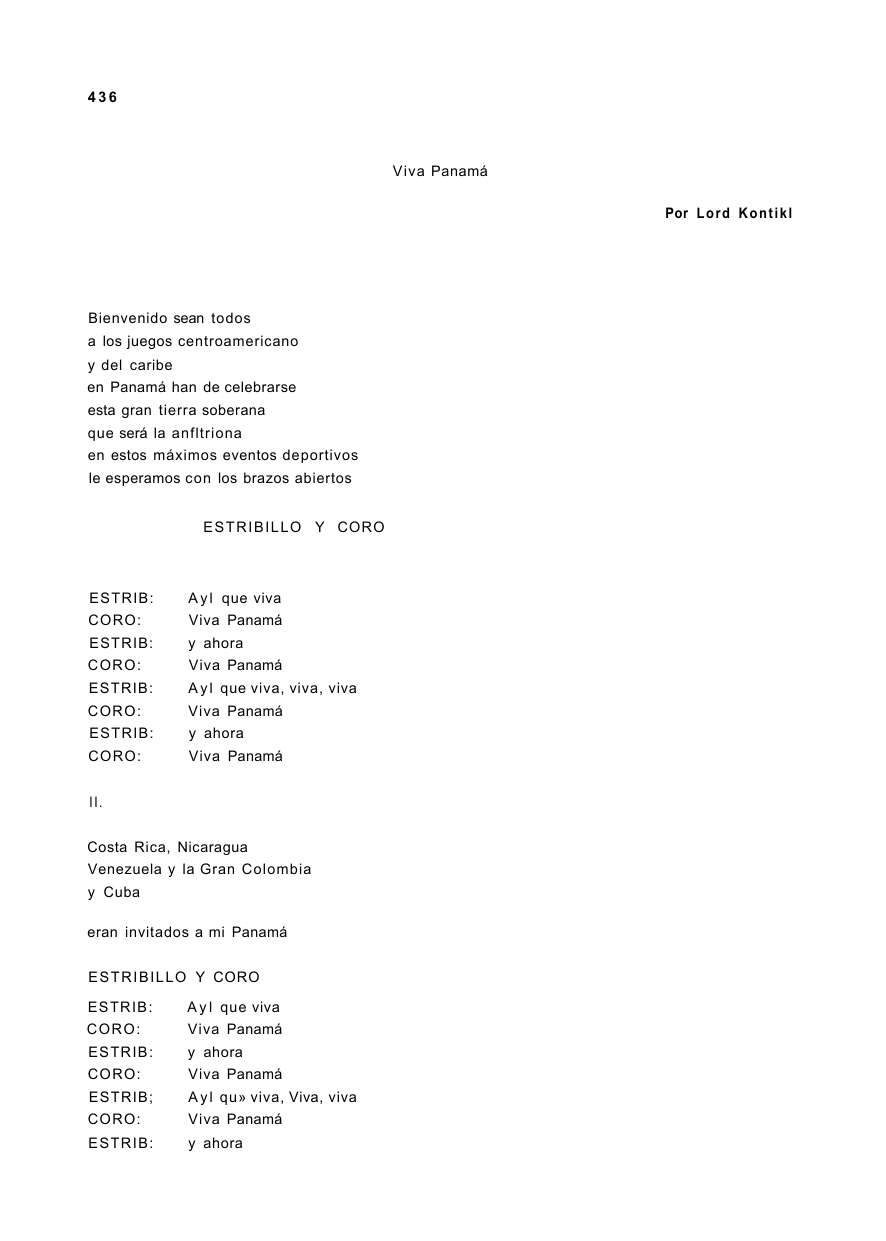 436
Viva Panamá
Por Lord Kontikl
Bienvenido sean todos
a los juegos centroamericano
y del caribe
en Panamá han de celebrarse
esta gran tierra soberana
que será la anfltriona
en estos máximos eventos deportivos
le esperamos con los brazos abiertos
ESTRIBILLO Y CORO
ESTRIB: Ayl que viva
CORO: Viva Panamá
ESTRIB: y ahora
CORO: Viva Panamá
ESTRIB: Ayl que viva, viva, viva
CORO: Viva Panamá
ESTRIB: y ahora
CORO: Viva Panamá
II.
Costa Rica, Nicaragua
Venezuela y la Gran Colombia
y Cuba
eran invitados a mi Panamá
ESTRIBILLO Y CORO
ESTRIB: Ayl que viva
CORO: Viva Panamá
ESTRIB: y ahora
CORO: Viva Panamá
ESTRIB; Ayl qu» viva, Viva, viva
CORO: Viva Panamá
ESTRIB: y ahora